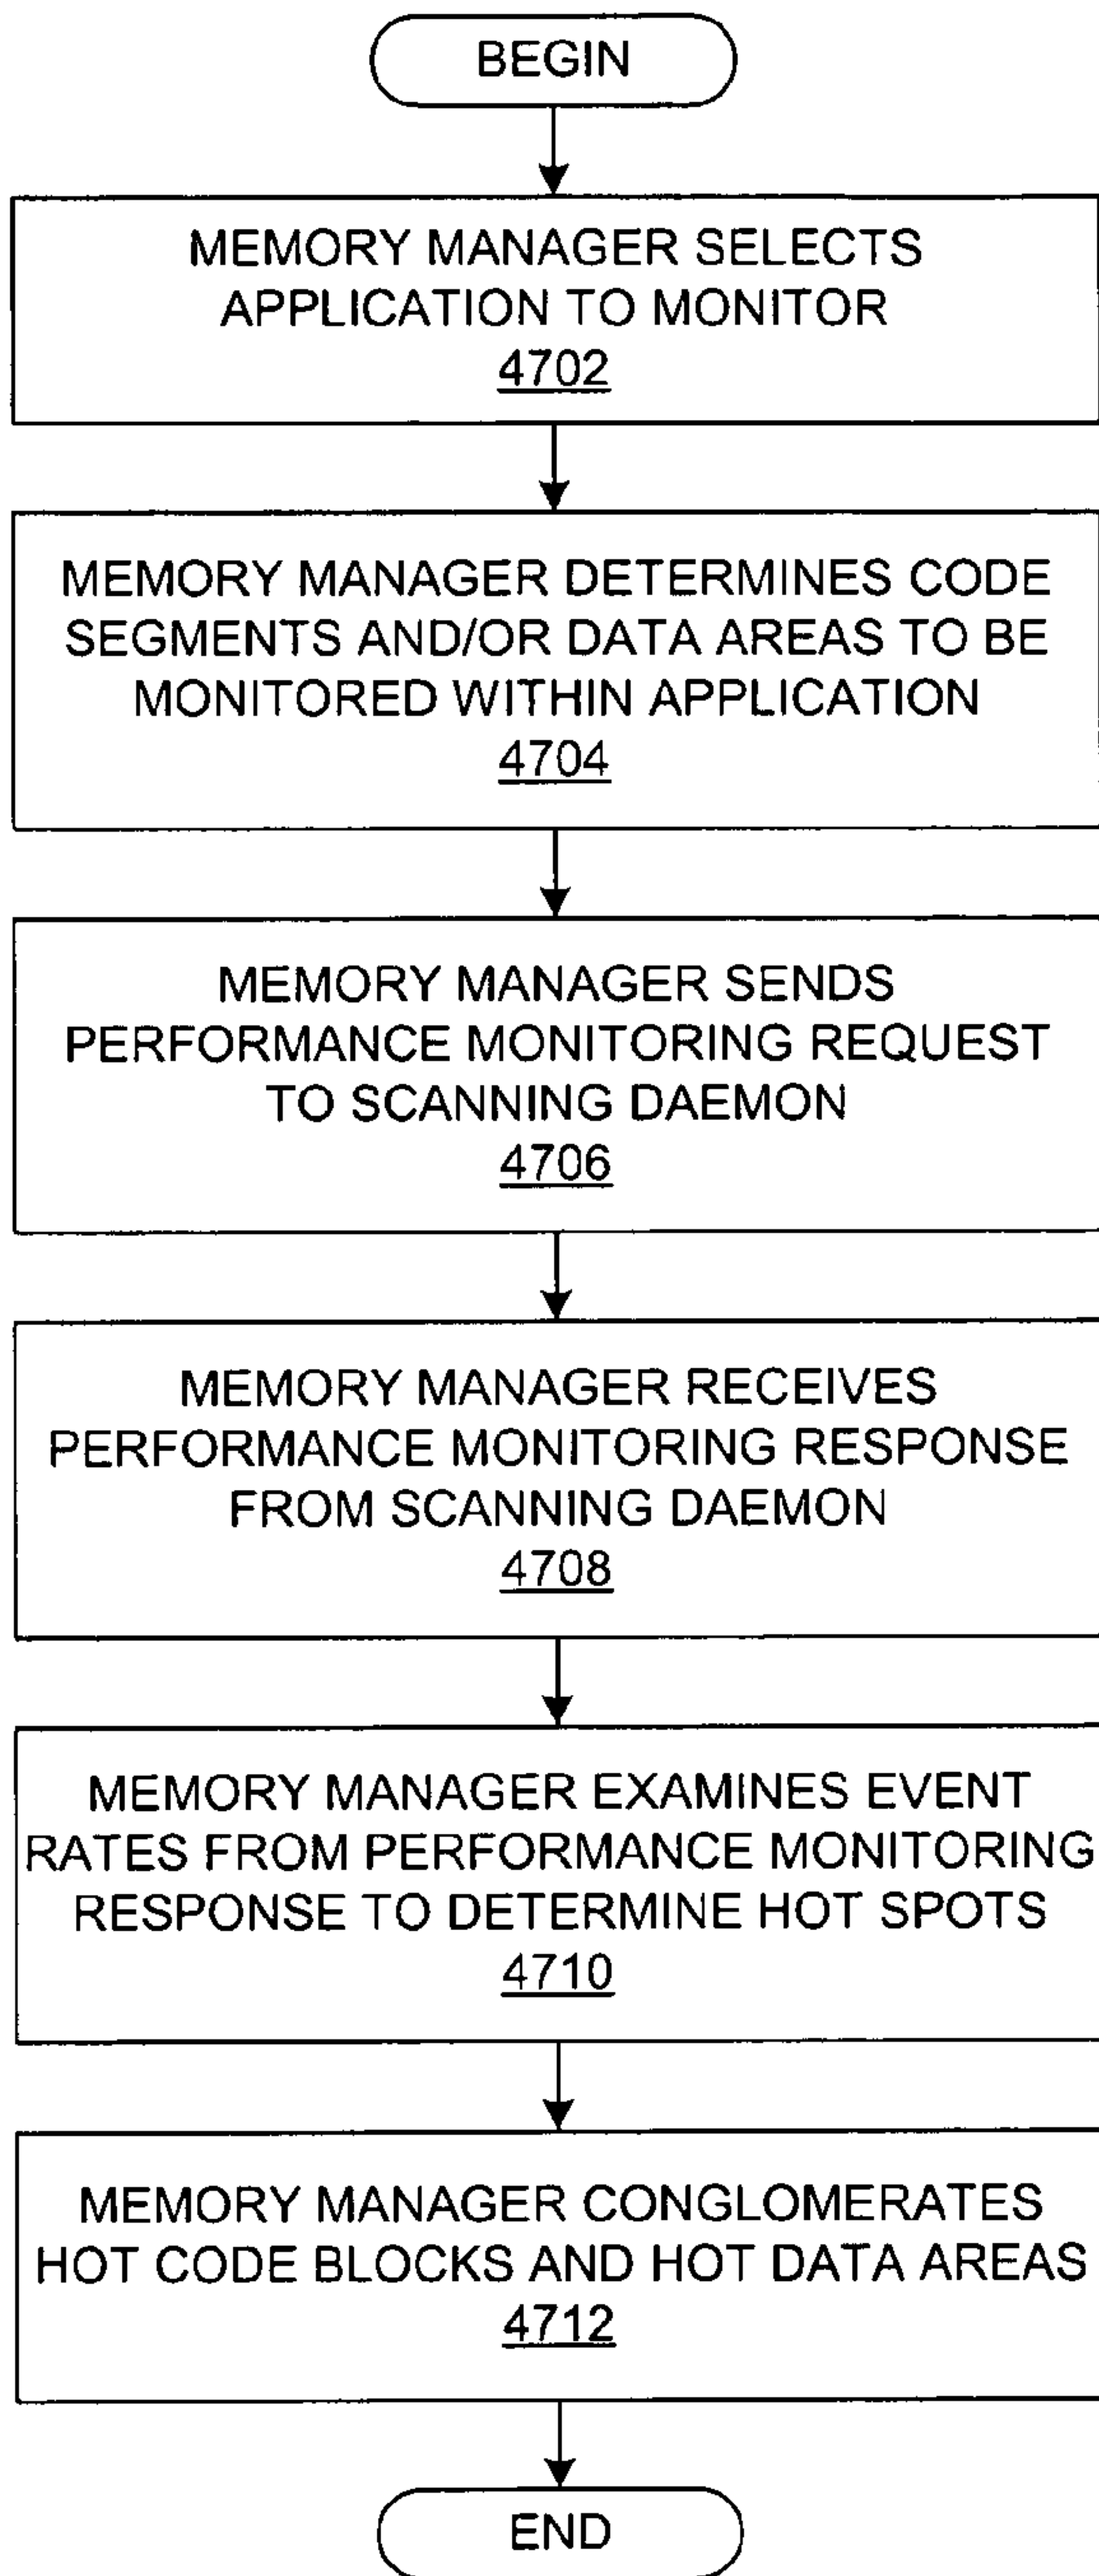 BEGIN
MEMORY MANAGER SELECTS
APPLICATION TO MONITOR
4702
MEMORY MANAGER DETERMINES CODE
SEGMENTS AND/OR DATA AREAS TO BE
MONITORED WITHIN APPLICATION
4704
MEMORY MANAGER SENDS
PERFORMANCE MONITORING REQUEST
TO SCANNING DAEMON
4706
MEMORY MANAGER RECEIVES
PERFORMANCE MONITORING RESPONSE
FROM SCANNING DAEMON
4708
MEMORY MANAGER EXAMINES EVENT
RATES FROM PERFORMANCE MONITORING
RESPONSE TO DETERMINE HOT SPOTS
4710
MEMORY MANAGER CONGLOMERATES
HOT CODE BLOCKS AND HOT DATA AREAS
4712
END